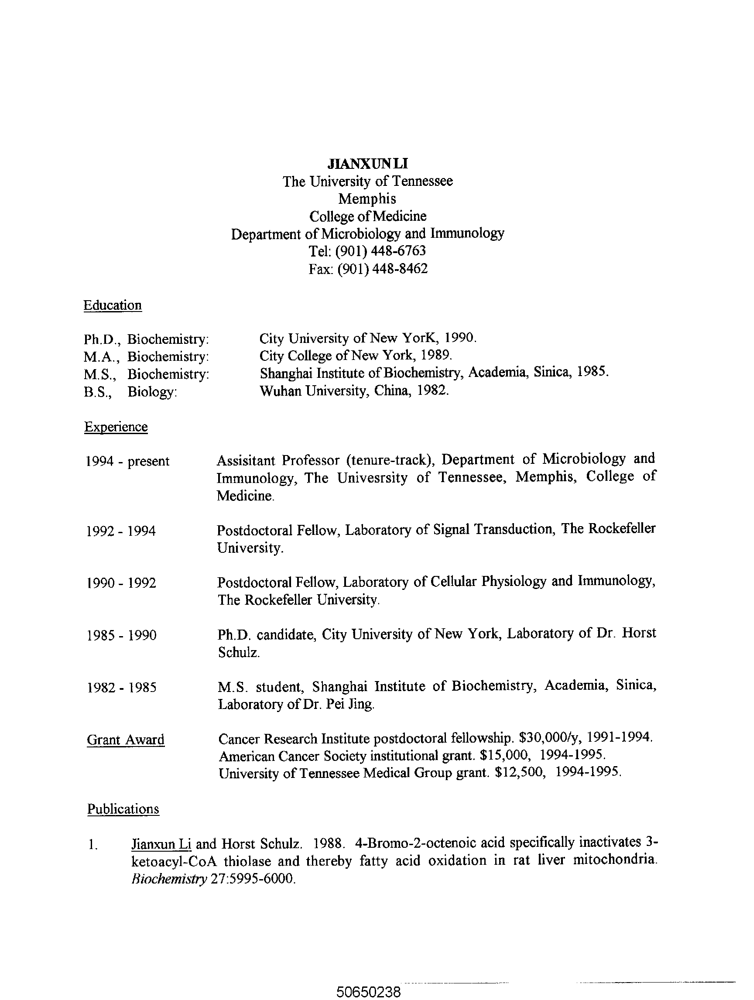 JIANXUN LI
The University of Tennessee
Memphis
College of Medicine
Department of Microbiology and Immunology
Tel: (901) 448-6763
Fax: (901) 448-8462
Education
Ph.D., Biochemistry: City University of New YorK, 1990.
M.A., Biochemistry: City College of New York, 1989.
M.S., Biochemistry: Shanghai Institute of Biochemistry, Academia, Sinica, 1985.
B.S., Biology: Wuhan University, China, 1982.
Experience
1994 - present Assisitant Professor (tenure-track), Department of Microbiology and
Immunology, The Univesrsity of Tennessee, Memphis, College of
Medicine.
1992 - 1994 Postdoctoral Fellow, Laboratory of Signal Transduction, The Rockefeller
University.
1990 - 1992 Postdoctoral Fellow, Laboratory of Cellular Physiology and Immunology,
The Rockefeller University.
1985 - 1990 Ph.D. candidate, City University of New York, Laboratory of Dr. Horst
Schulz.
1982 - 1985 M.S. student, Shanghai Institute of Biochemistry, Academia, Sinica,
Laboratory of Dr. Pei Jing.
Grant Award Cancer Research Institute postdoctoral fellowship. $30,000/y, 1991-1994.
American Cancer Society institutional grant. $15,000, 1994-1995.
University of Tennessee Medical Group grant. $12,500, 1994-1995.
Publications
1. Jianxun Li and Horst Schulz. 1988. 4-Bromo-2-octenoic acid specifically inactivates 3-
ketoacyl-CoA thiolase and thereby fatty acid oxidation in rat liver mitochondria.
Biochemistry 27:5995-6000.
50650238